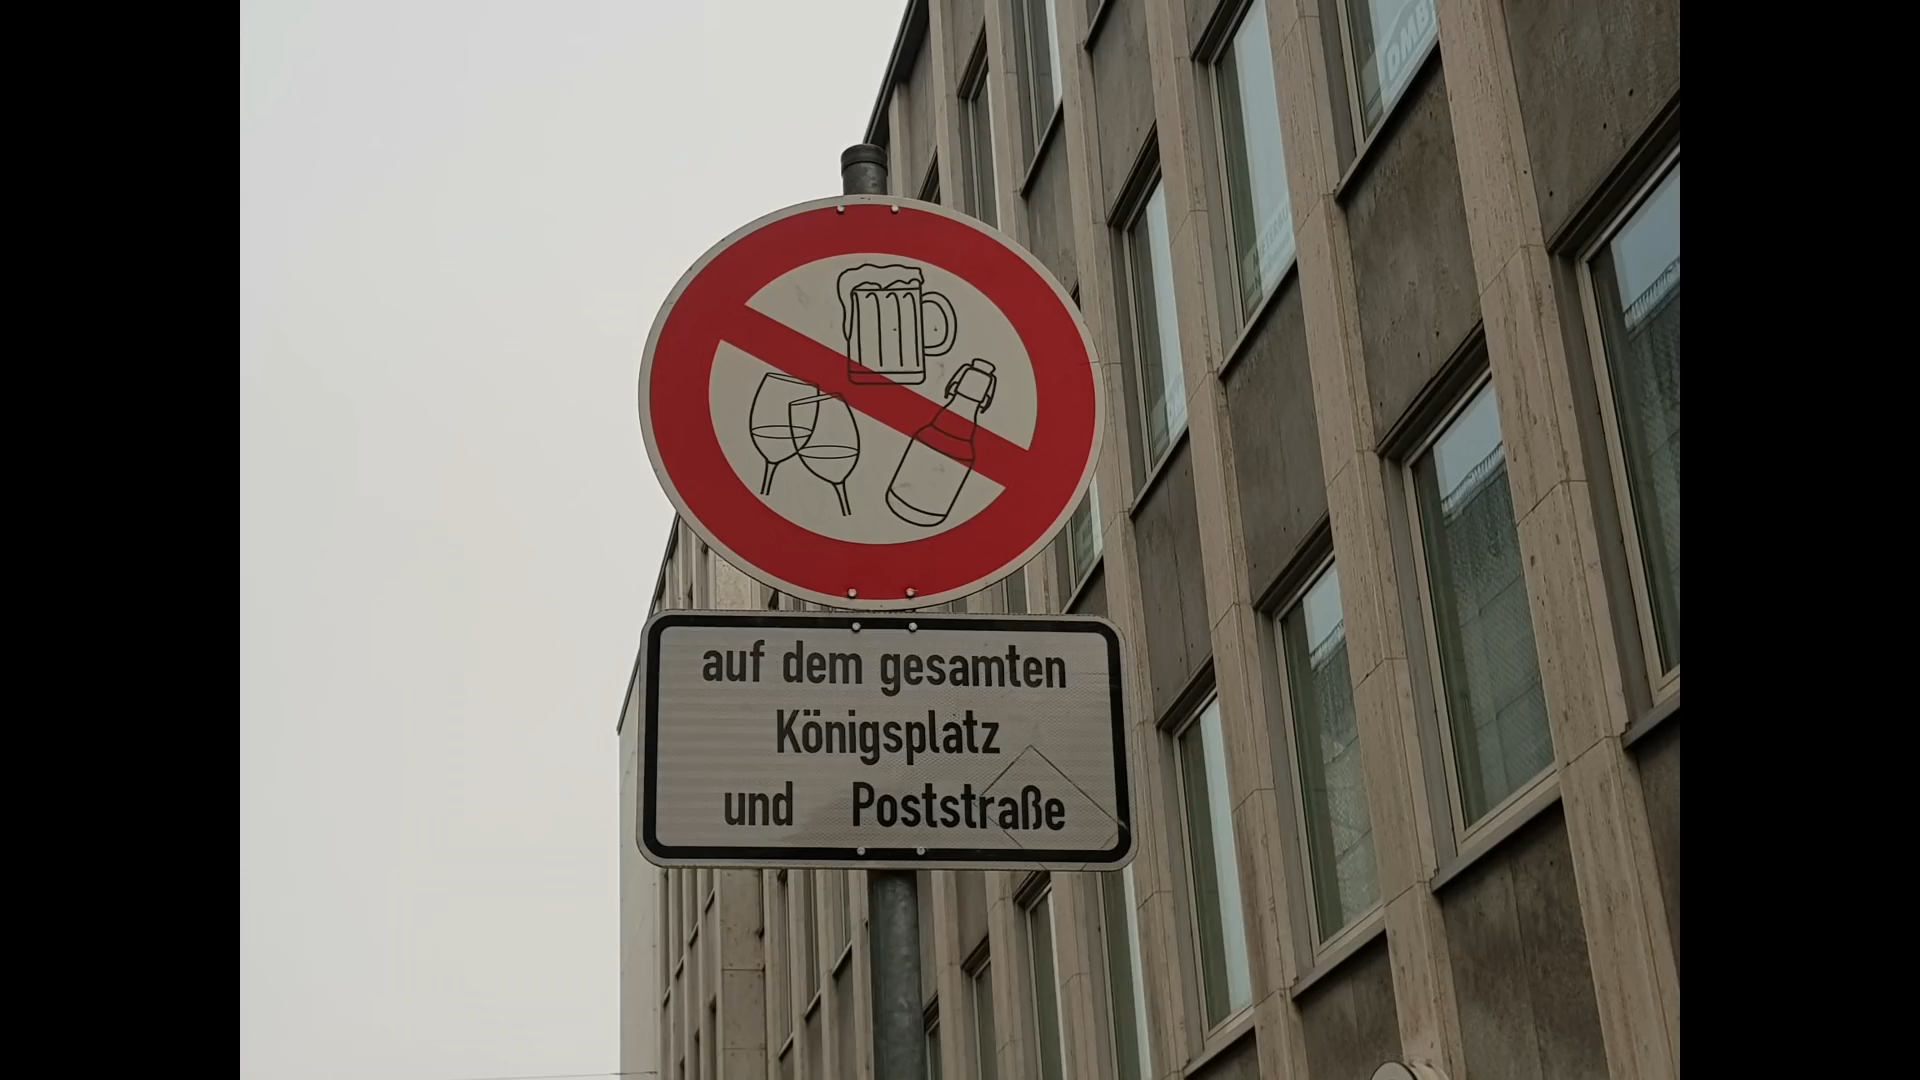 auf dem gesamten
Königsplatz
und Poststraße